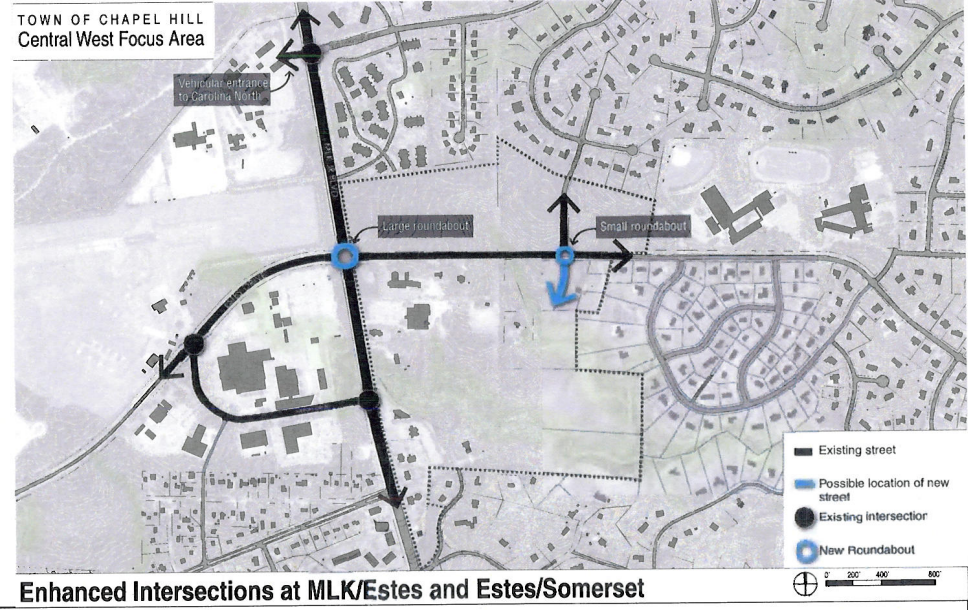 TOWN OF CHAPEL HILL
Central West Focus Area
Vehicular entrance
to Carolina North
Large roundabout
Small roundabout
Existing street
Possible location of new
street
Existing intersection
New Roundabout
0' 200' 400' 800'
Enhanced Intersections at MLK/Estes and Estes/Somerset